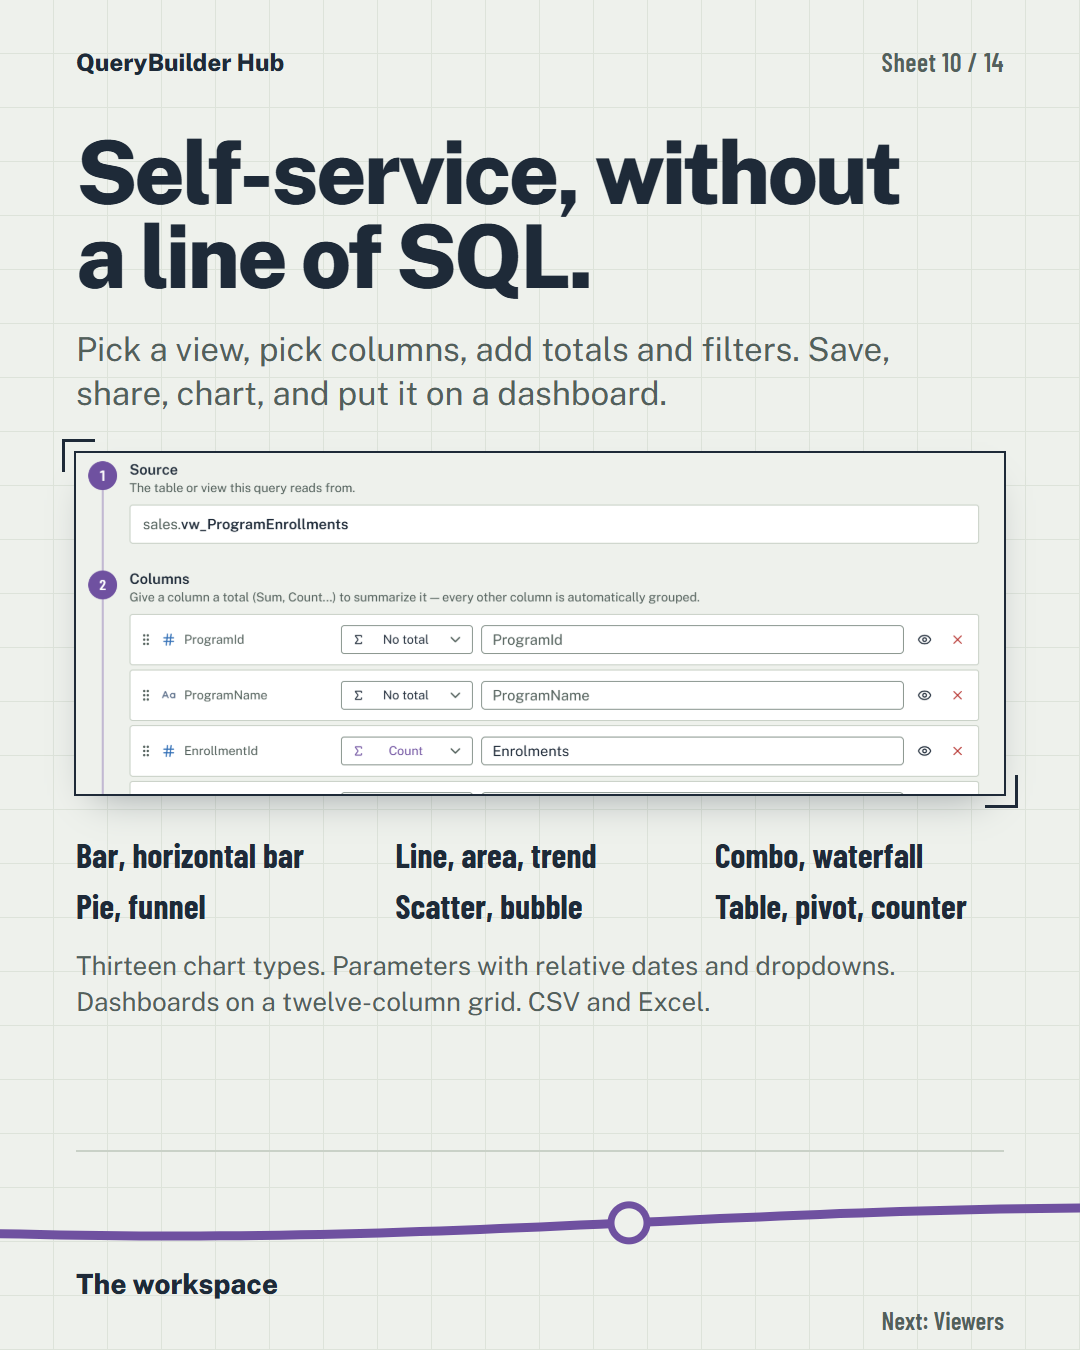 QueryBuilder Hub
Sheet 10 / 14
Self-service, without
a line of SQL.
Pick a view, pick columns, add totals and filters. Save,
share, chart, and put it on a dashboard.
1
Source
The table or view this query reads from.
sales.vw_ProgramEnrollments
2
Columns
Give a column a total (Sum, Count...) to summarize it — every other column is automatically grouped.
# ProgramId Σ No total ProgramId
Aa ProgramName Σ No total ProgramName
# EnrollmentId Σ Count Enrolments
Bar, horizontal bar
Line, area, trend
Combo, waterfall
Pie, funnel
Scatter, bubble
Table, pivot, counter
Thirteen chart types. Parameters with relative dates and dropdowns.
Dashboards on a twelve-column grid. CSV and Excel.
The workspace
Next: Viewers